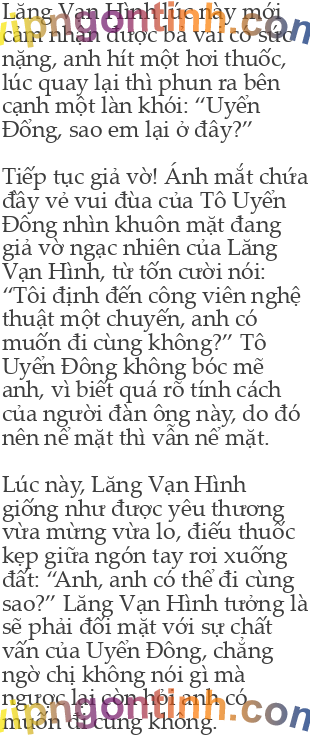 Lăng Vạn Hình lúc này mới
cảm nhận được bả vai có sức
nặng, anh hít một hơi thuốc,
lúc quay lại thì phun ra bên
cạnh một làn khói: “Uyển
Đổng, sao em lại ở đây?”
Tiếp tục giả vờ! Ánh mắt chứa
đầy vẻ vui đùa của Tô Uyển
Đông nhìn khuôn mặt đang
giả vờ ngạc nhiên của Lăng
Vạn Hình, từ tốn cười nói:
“Tôi định đến công viên nghệ
thuật một chuyến, anh có
muốn đi cùng không?” Tô
Uyển Đông không bóc mẽ
anh, vì biết quá rõ tính cách
của người đàn ông này, do đó
nên nể mặt thì vẫn nể mặt.
Lúc này, Lăng Vạn Hình
giống như được yêu thương
vừa mừng vừa lo, điếu thuốc
kẹp giữa ngón tay rơi xuống
đất: “Anh, anh có thể đi cùng
sao?” Lăng Vạn Hình tưởng là
sẽ phải đối mặt với sự chất
vấn của Uyển Đông, chẳng
ngờ chị không nói gì mà
ngược lại còn hỏi anh có
muốn đi cùng không.
vipngontinh.com